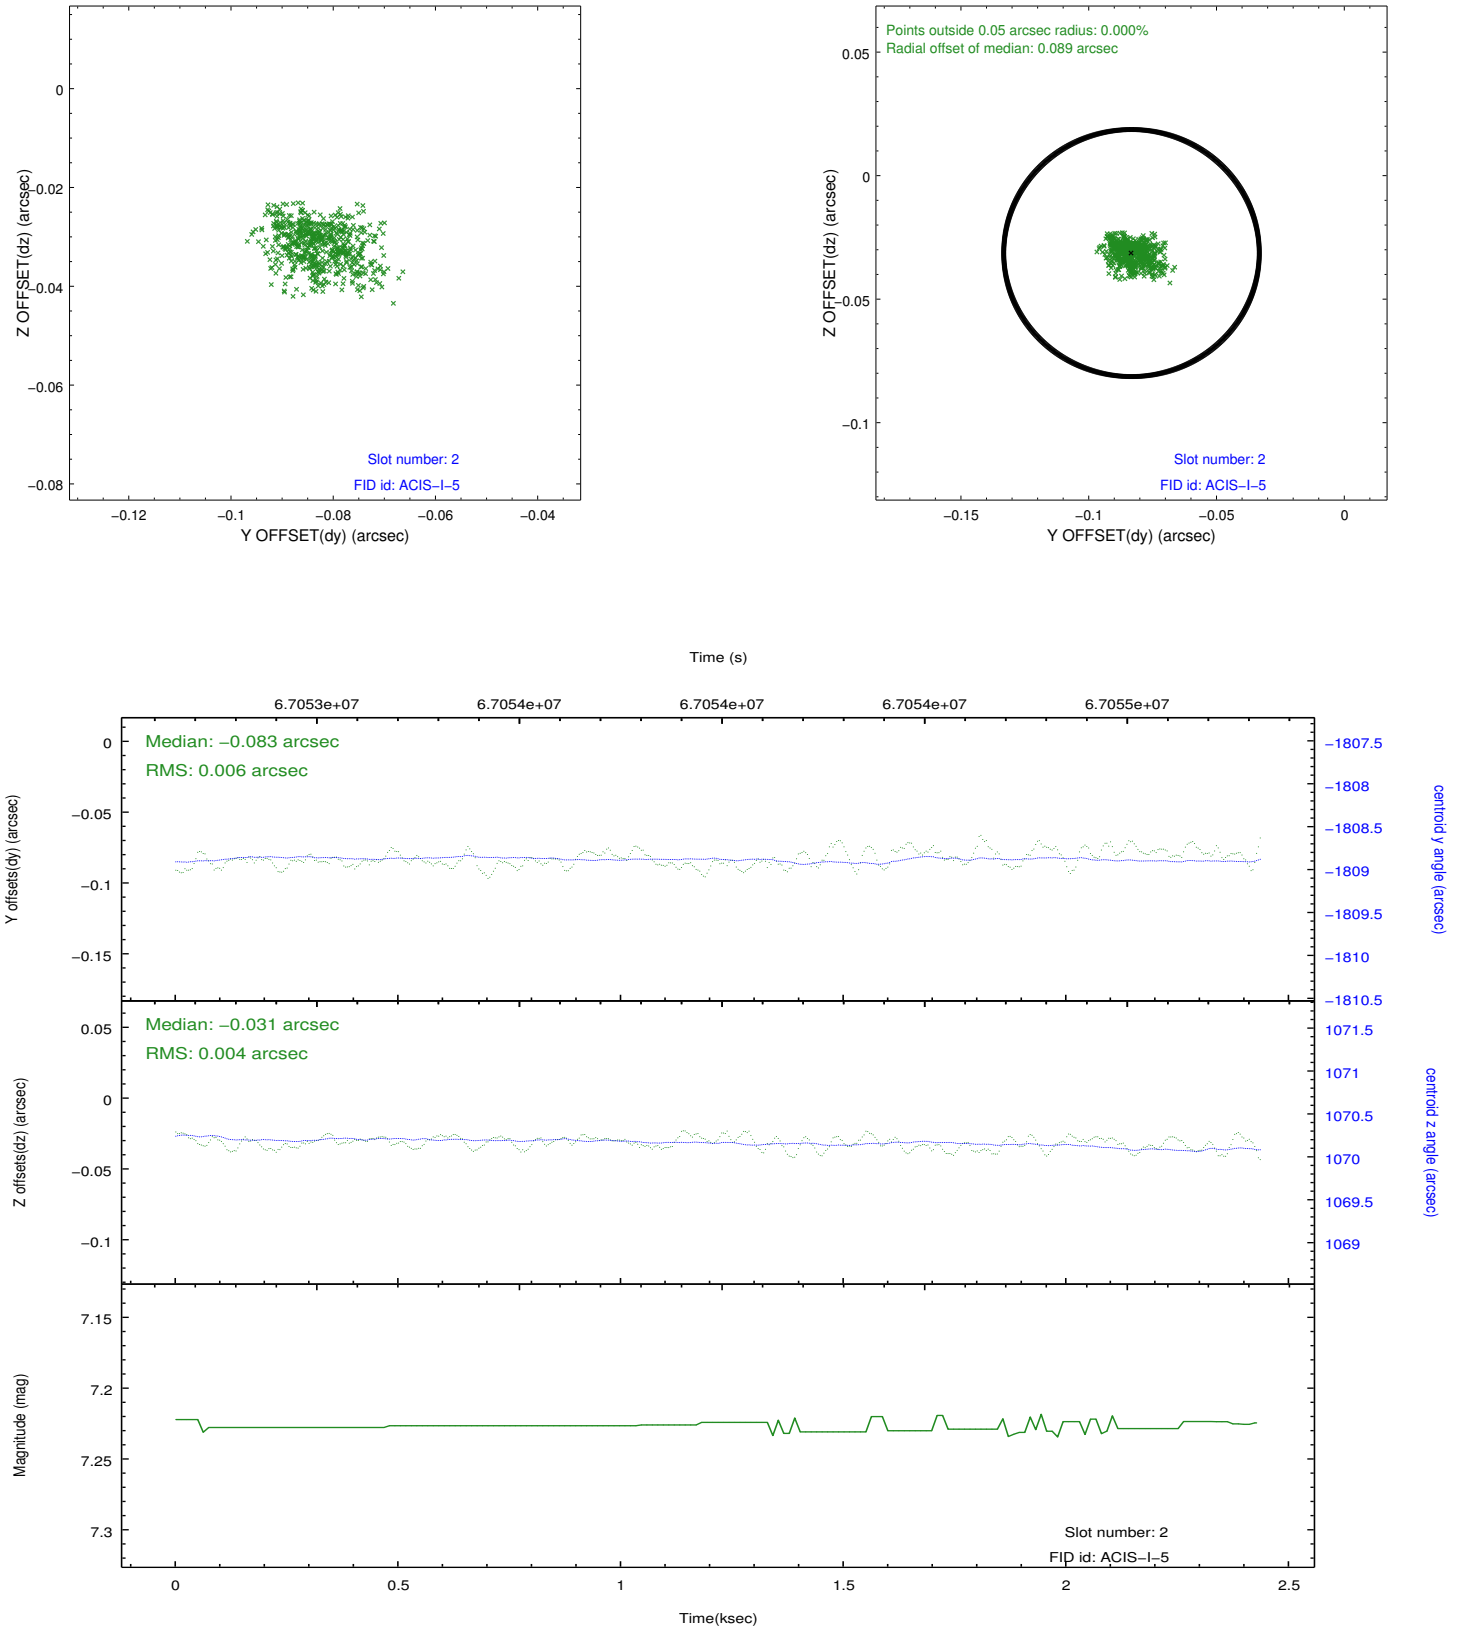 0
−0.02
−0.04
−0.06
−0.08
Z OFFSET(dz) (arcsec)
Slot number: 2
FID id: ACIS−I−5
−0.12
−0.1
−0.08
−0.06
−0.04
Y OFFSET(dy) (arcsec)
Points outside 0.05 arcsec radius: 0.000%
Radial offset of median: 0.089 arcsec
0.05
0
−0.05
−0.1
Z OFFSET(dz) (arcsec)
Slot number: 2
FID id: ACIS−I−5
−0.15
−0.1
−0.05
0
Y OFFSET(dy) (arcsec)
Time (s)
6.7053e+07
6.7054e+07
6.7054e+07
6.7054e+07
6.7055e+07
Median: −0.083 arcsec
RMS: 0.006 arcsec
0
−0.05
−0.1
−0.15
Y offsets(dy) (arcsec)
−1807.5
−1808
−1808.5
−1809
−1809.5
−1810
−1810.5
centroid y angle (arcsec)
Median: −0.031 arcsec
RMS: 0.004 arcsec
0.05
0
−0.05
−0.1
Z offsets(dz) (arcsec)
1071.5
1071
1070.5
1070
1069.5
1069
centroid z angle (arcsec)
7.15
7.2
7.25
7.3
Magnitude (mag)
Slot number: 2
FID id: ACIS−I−5
0
0.5
1
1.5
2
2.5
Time(ksec)